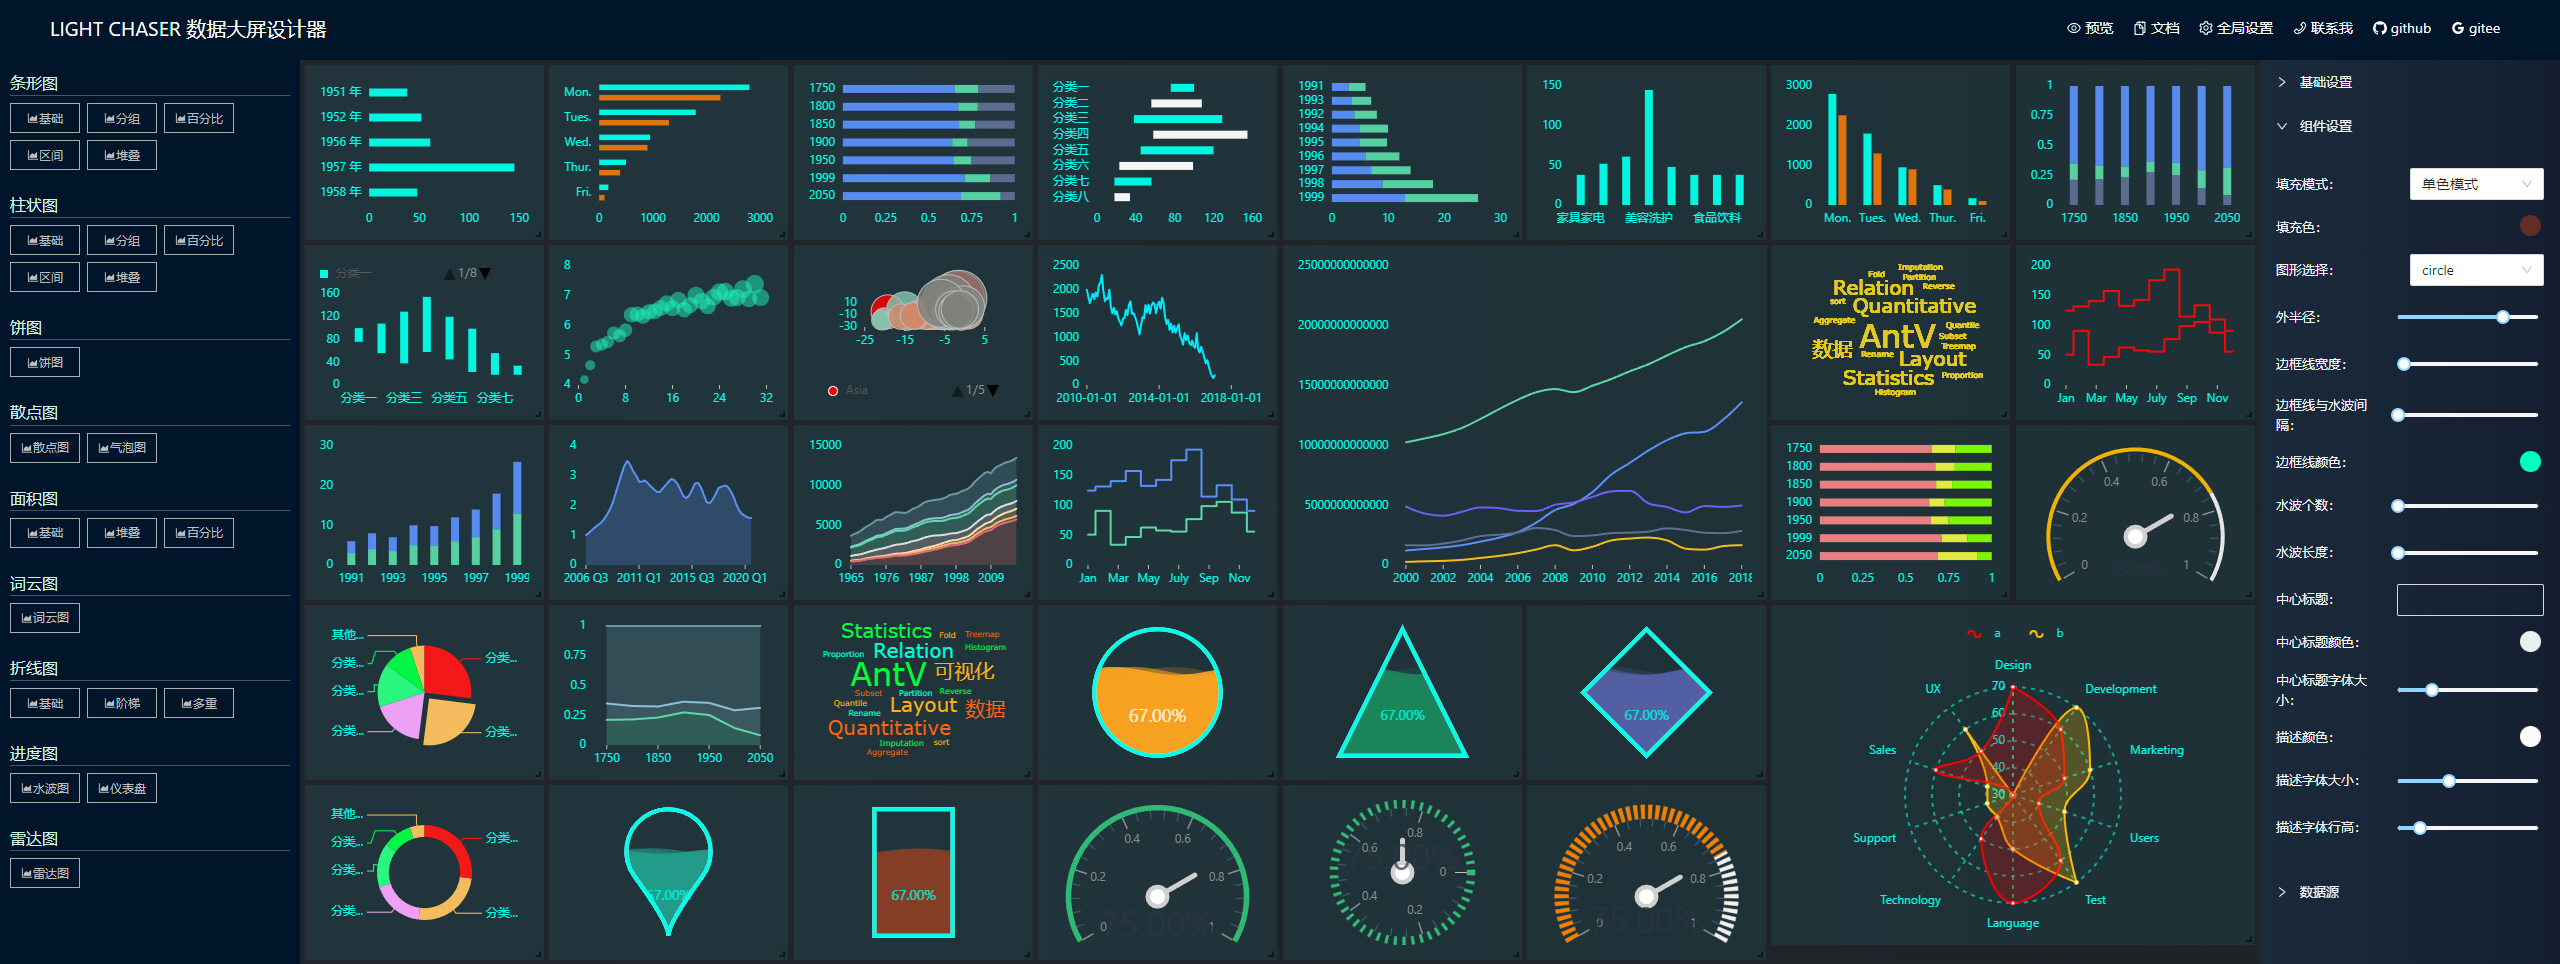 LIGHT CHASER 数据大屏设计器
预览 文档 全局设置 联系我 github gitee
条形图
基础 分组 百分比
区间 堆叠
柱状图
基础 分组 百分比
区间 堆叠
饼图
饼图
散点图
散点图 气泡图
面积图
基础 堆叠 百分比
词云图
词云图
折线图
基础 阶梯 多重
进度图
水波图 仪表盘
雷达图
雷达图
1951 年
1952 年
1956 年
1957 年
1958 年
0 50 100 150
Mon.
Tues.
Wed.
Thur.
Fri.
0 1000 2000 3000
1750
1800
1850
1900
1950
1999
2050
0 0.25 0.5 0.75 1
分类一
分类二
分类三
分类四
分类五
分类六
分类七
分类八
0 40 80 120 160
1991
1993
1992
1994
1995
1996
1997
1998
1999
0 10 20 30
150
100
50
0
家具家电 美容洗护 食品饮料
3000
2000
1000
0
Mon. Tues. Wed. Thur. Fri.
1
0.75
0.5
0.25
0
1750 1850 1950 2050
分类一 1/8
160
120
80
40
0
分类一 分类三 分类五 分类七
8
7
6
5
4
0 8 16 24 32
10
-10
-30
-25 -15 -5 5
Asia 1/5
2500
2000
1500
1000
500
0
2010-01-01 2014-01-01 2018-01-01
25000000000000
20000000000000
15000000000000
10000000000000
5000000000000
0
2000 2002 2004 2006 2008 2010 2012 2014 2016 2018
Imputation
Fold Partition
Relation Reverse
sort Quantitative
Aggregate AntV Quantile
Subset
数据 Rename Treemap
Layout
Statistics Proportion
Histogram
200
150
100
50
0
Jan Mar May July Sep Nov
30
20
10
0
1991 1993 1995 1997 1999
4
3
2
1
0
2006 Q3 2011 Q1 2015 Q3 2020 Q1
15000
10000
5000
0
1965 1976 1987 1998 2009
200
150
100
50
0
Jan Mar May July Sep Nov
1750
1800
1850
1900
1950
1999
2050
0 0.25 0.5 0.75 1
0 0.2 0.4 0.6 0.8 1
其他...
分类...
分类...
分类...
分类...
分类...
1
0.75
0.5
0.25
0
1750 1850 1950 2050
Statistics Fold Treemap
Proportion Relation Histogram
AntV 可视化
Subset Partition Reverse
Quantile Layout 数据
Rename
Quantitative
Imputation sort
Aggregate
67.00%
67.00%
67.00%
a b
Design
Development
Marketing
Users
Test
Language
Technology
Support
Sales
UX
70
60
50
40
30
其他...
分类...
分类...
分类...
分类...
分类...
67.00%
67.00%
0 0.2 0.4 0.6 0.8 1
75.00%
0 0.2 0.4 0.6 0.8
75.00%
0 0.2 0.4 0.6 0.8 1
75.00%
基础设置
组件设置
填充模式: 单色模式
填充色:
图形选择: circle
外半径:
边框线宽度:
边框线与水波间
隔:
边框线颜色:
水波个数:
水波长度:
中心标题:
中心标题颜色:
中心标题字体大
小:
描述颜色:
描述字体大小:
描述字体行高:
数据源